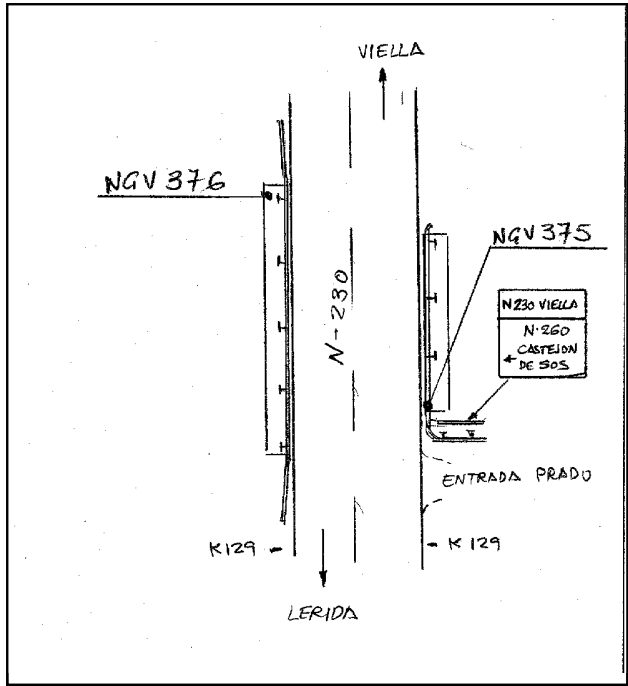 VIELLA
NGV 376
NGV 375
N-230
N230 VIELLA
N-260
CASTEJON
DE SOS
ENTRADA PRADO
K129
K129
LERIDA